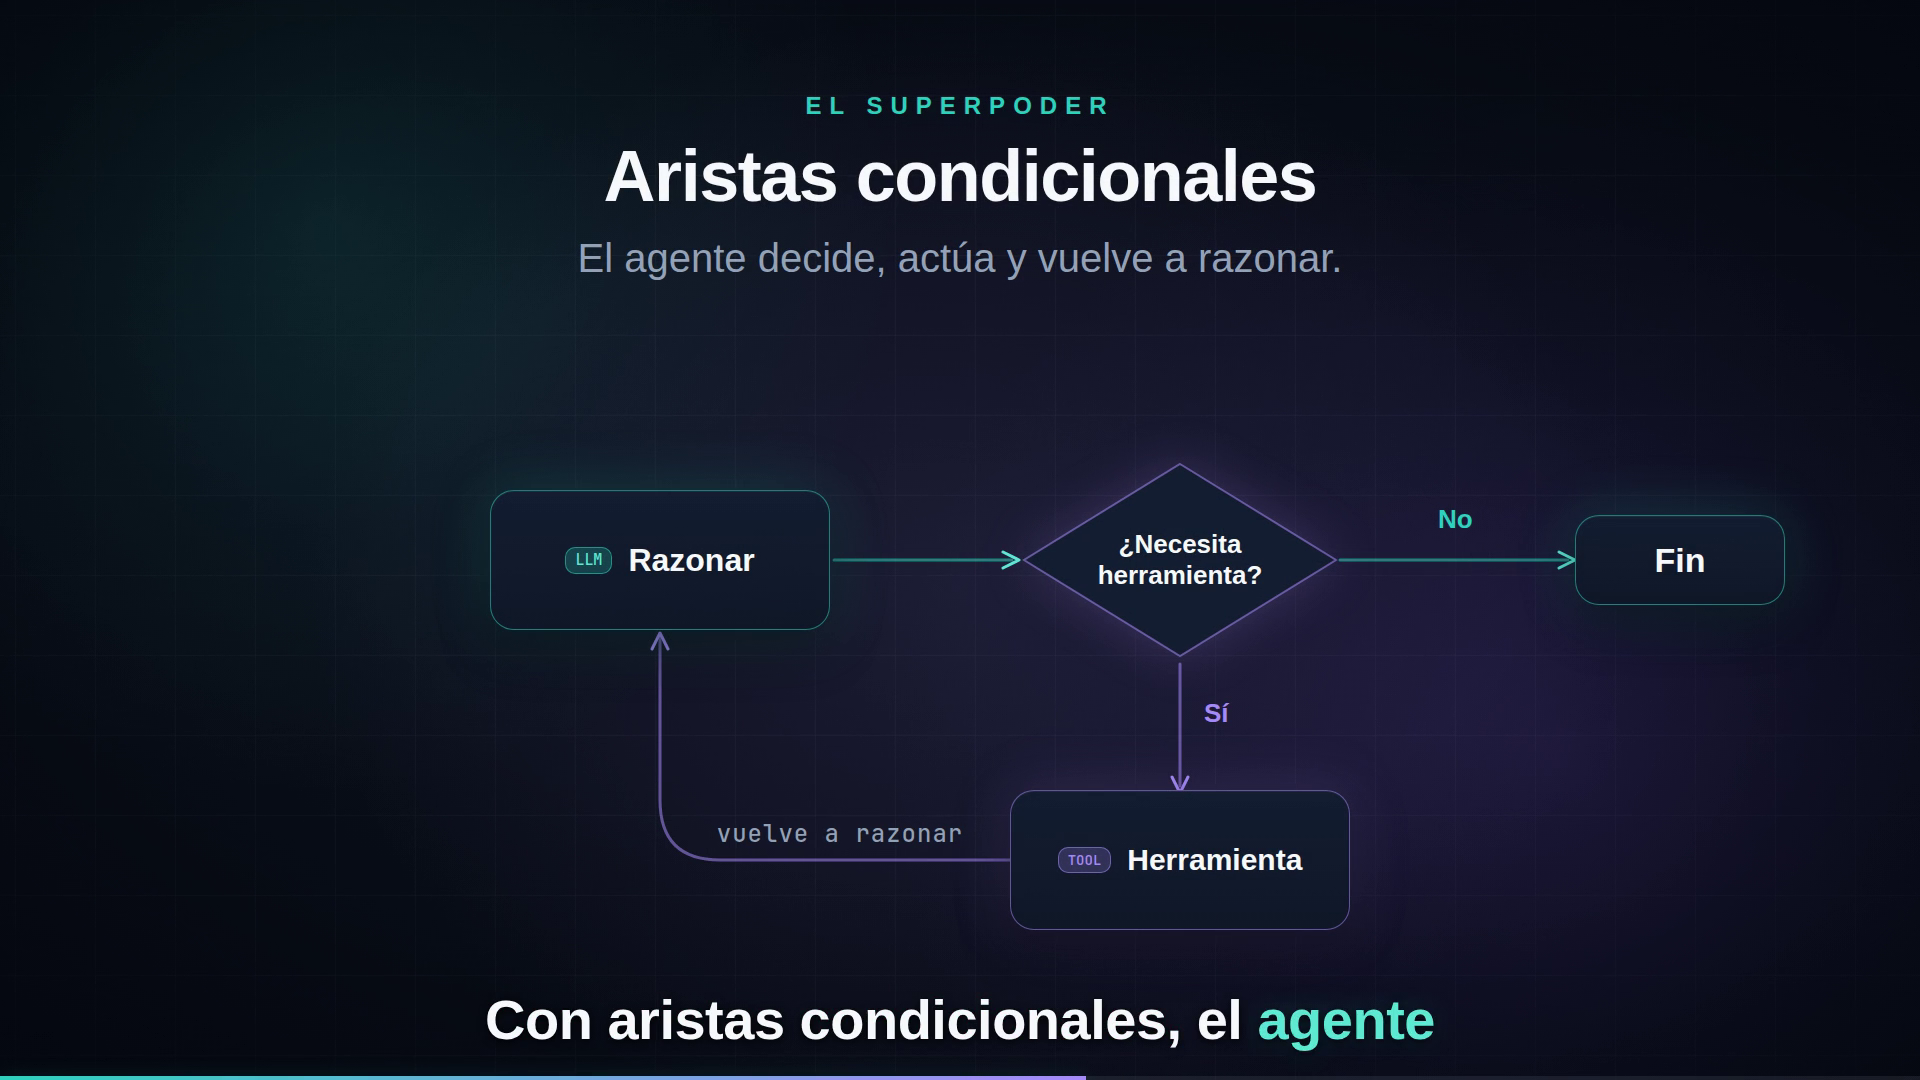 EL SUPERPODER
Aristas condicionales
El agente decide, actúa y vuelve a razonar.
LLM Razonar
¿Necesita
herramienta?
No
Fin
Sí
vuelve a razonar
TOOL Herramienta
Con aristas condicionales, el agente